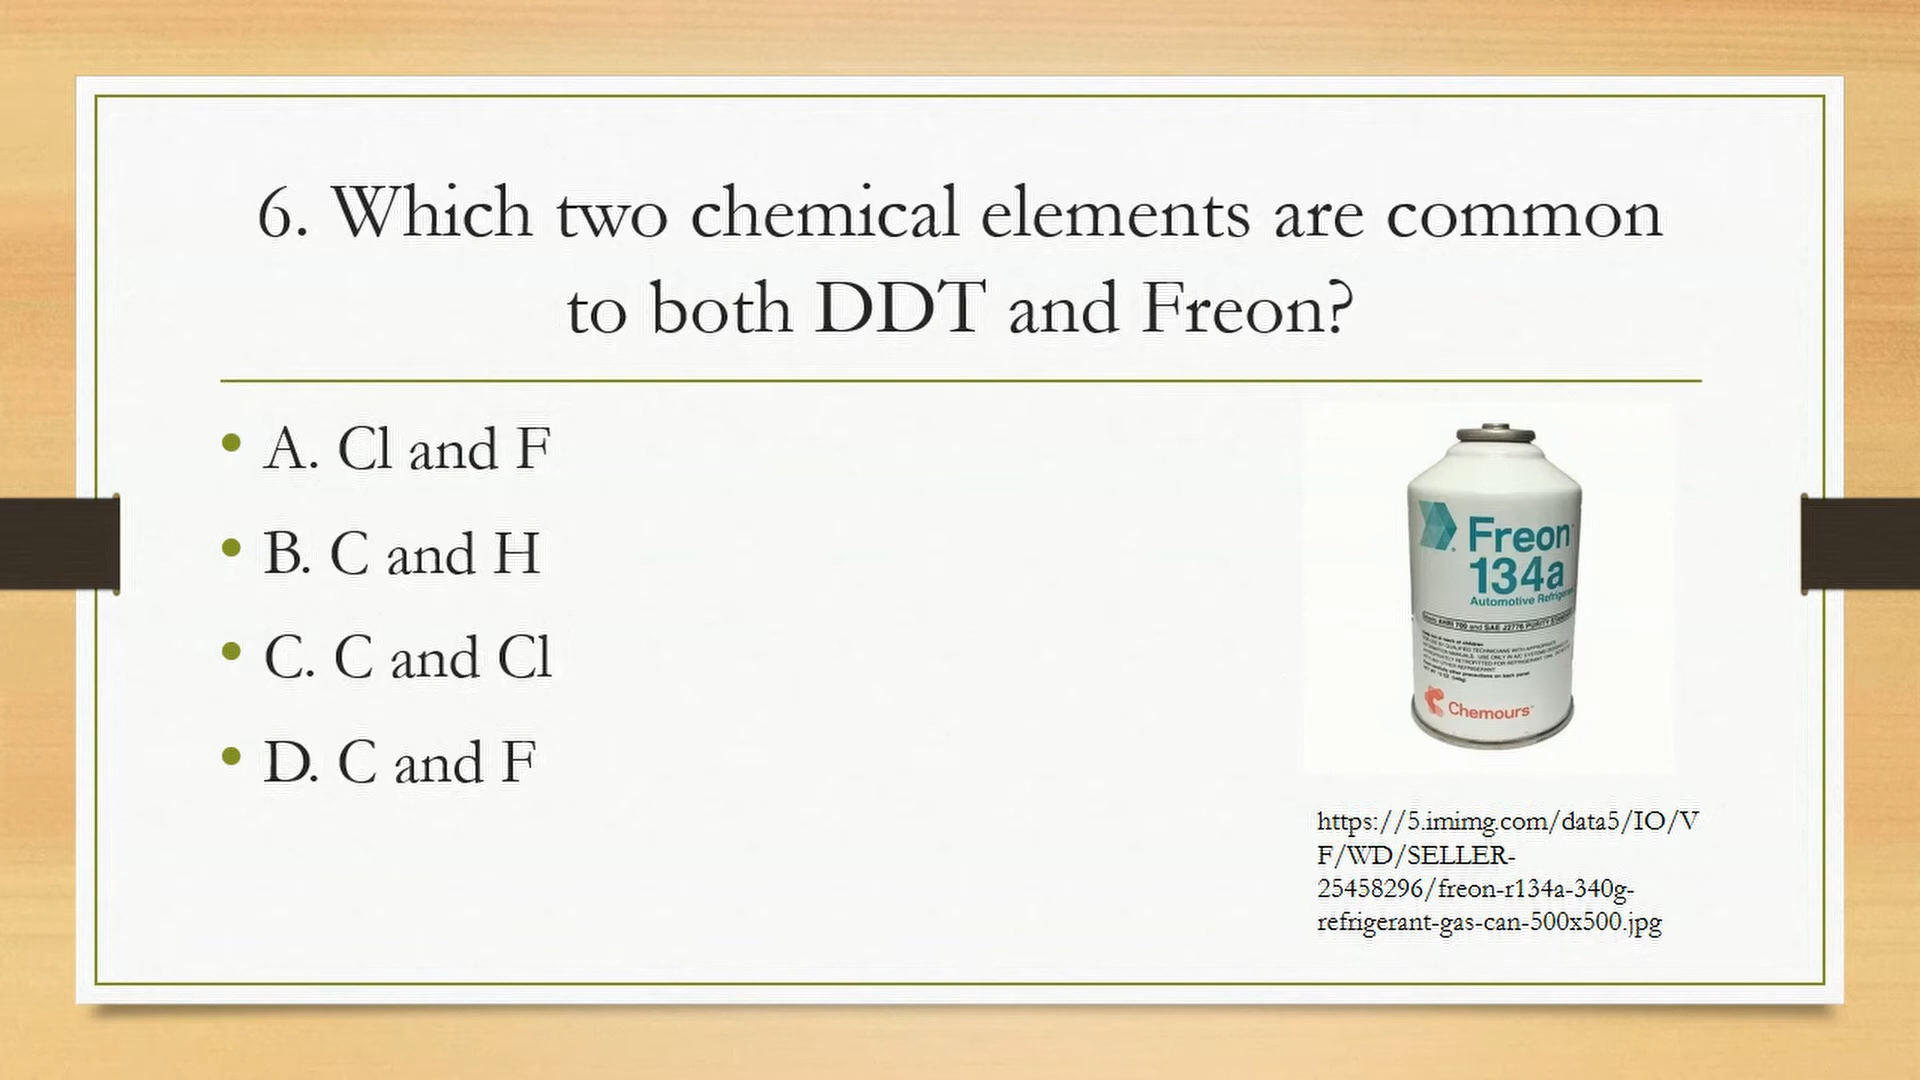 6. Which two chemical elements are common
to both DDT and Freon?
• A. Cl and F
• B. C and H
• C. C and Cl
• D. C and F
Freon
134a
Automotive Refrigerant
Chemours
https://5.imimg.com/data5/IO/V
F/WD/SELLER-
25458296/freon-r134a-340g-
refrigerant-gas-can-500x500.jpg